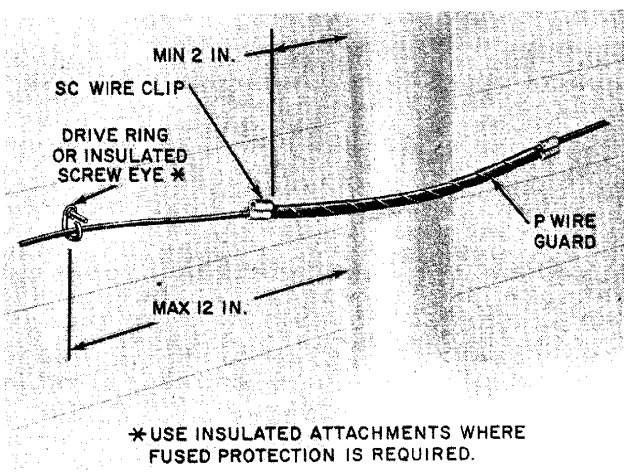 MIN 2 IN.
SC WIRE CLIP
DRIVE RING
OR INSULATED
SCREW EYE *
P WIRE
GUARD
MAX 12 IN.
* USE INSULATED ATTACHMENTS WHERE
FUSED PROTECTION IS REQUIRED.